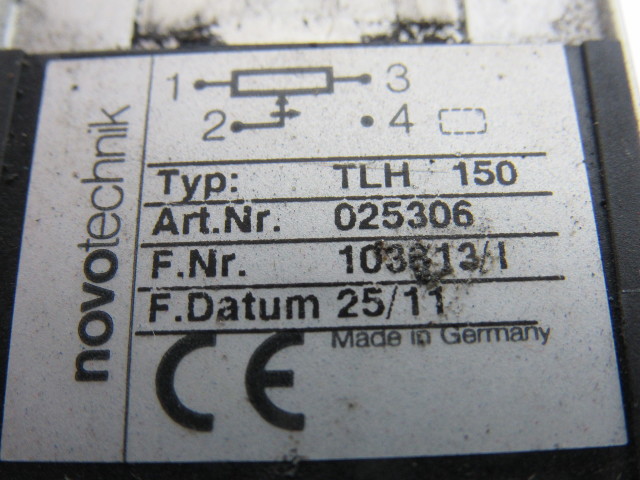 novotechnik
1 3
2 4
Typ: TLH 150
Art.Nr. 025306
F.Nr.
F.Datum 25/11
Made in Germany
CE